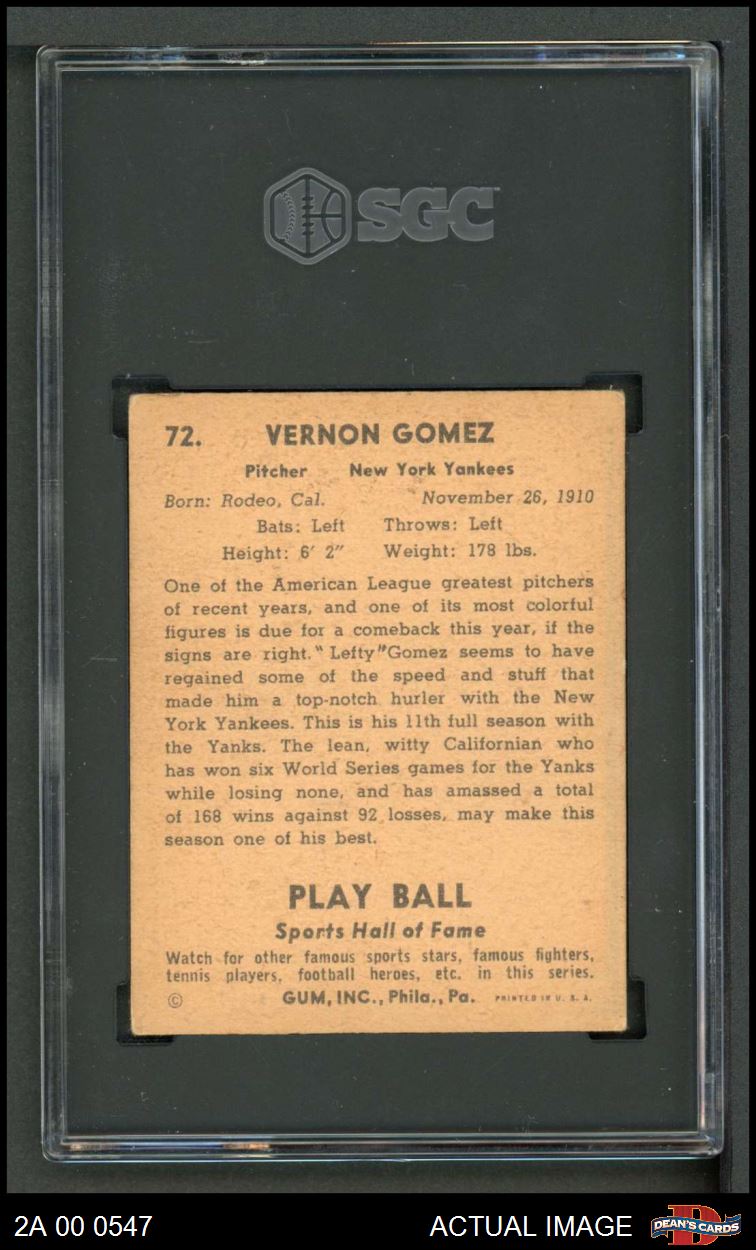 SGC
72. VERNON GOMEZ
Pitcher New York Yankees
Born: Rodeo, Cal. November 26, 1910
Bats: Left Throws: Left
Height: 6' 2" Weight: 178 lbs.
One of the American League greatest pitchers
of recent years, and one of its most colorful
figures is due for a comeback this year, if the
signs are right. "Lefty" Gomez seems to have
regained some of the speed and stuff that
made him a top-notch hurler with the New
York Yankees. This is his 11th full season with
the Yanks. The lean, witty Californian who
has won six World Series games for the Yanks
while losing none, and has amassed a total
of 168 wins against 92 losses, may make this
season one of his best.
PLAY BALL
Sports Hall of Fame
Watch for other famous sports stars, famous fighters,
tennis players, football heroes, etc. in this series.
© GUM, INC., Phila., Pa. PRINTED IN U. S. A.
2A 00 0547 ACTUAL IMAGE DEAN'S CARDS